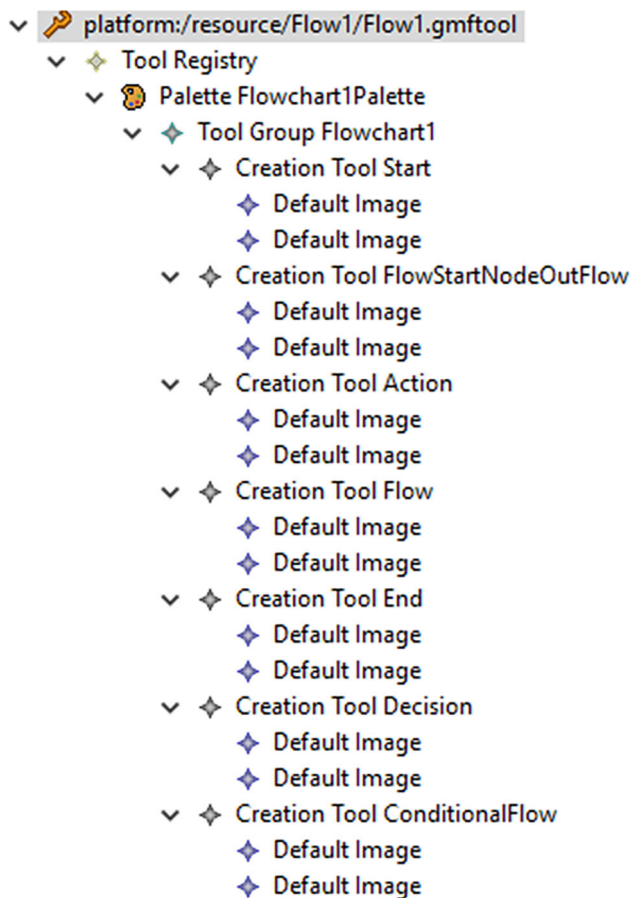 platform:/resource/Flow1/Flow1.gmftool
Tool Registry
Palette Flowchart1Palette
Tool Group Flowchart1
Creation Tool Start
Default Image
Default Image
Creation Tool FlowStartNodeOutFlow
Default Image
Default Image
Creation Tool Action
Default Image
Default Image
Creation Tool Flow
Default Image
Default Image
Creation Tool End
Default Image
Default Image
Creation Tool Decision
Default Image
Default Image
Creation Tool ConditionalFlow
Default Image
Default Image